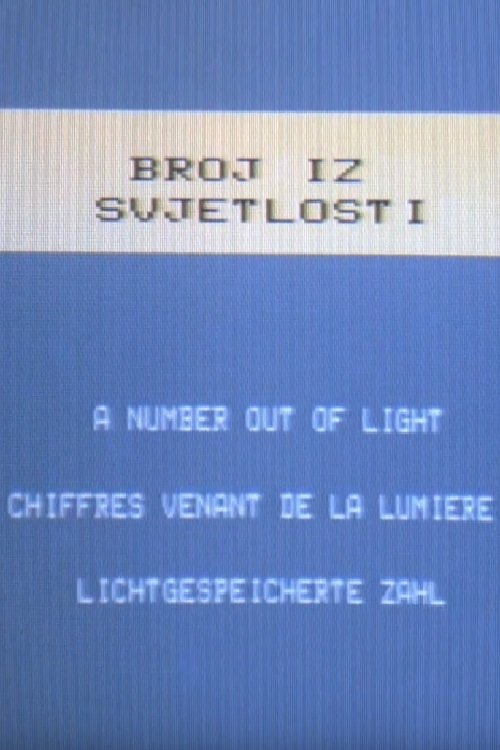 BROJ IZ
SVJETLOSTI
A NUMBER OUT OF LIGHT
CHIFFRES VENANT DE LA LUMIERE
LICHTGESPEICHERTE ZAHL